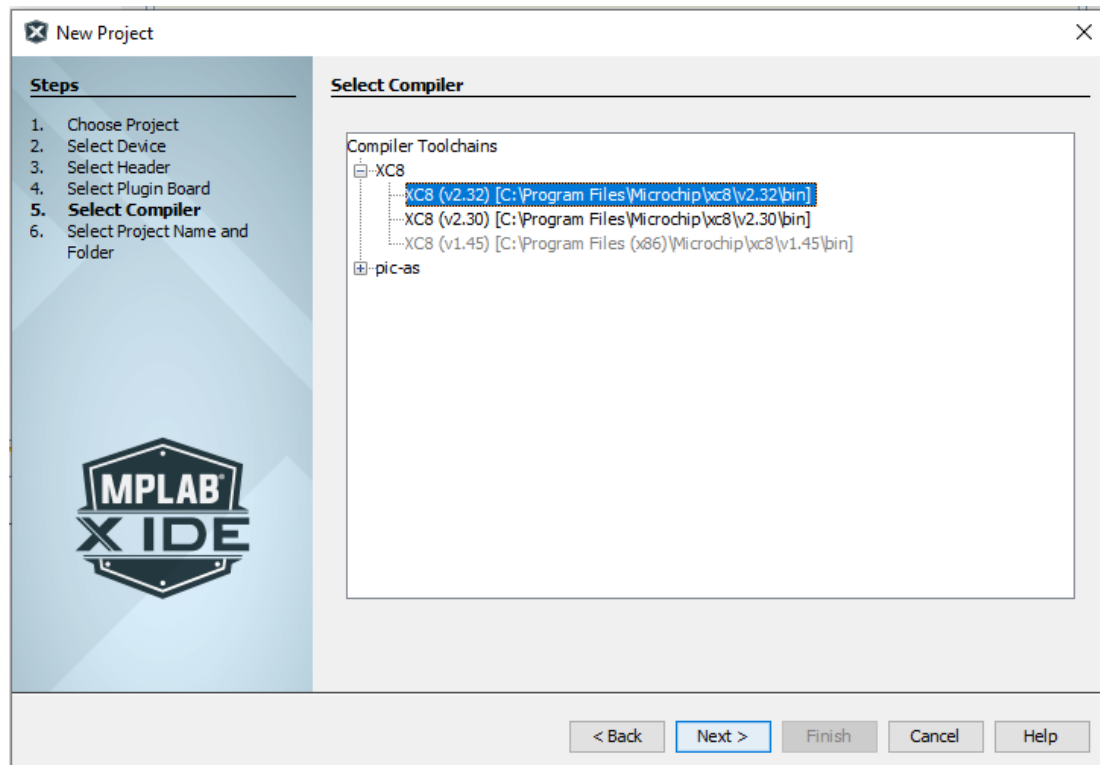 New Project
Steps
1. Choose Project
2. Select Device
3. Select Header
4. Select Plugin Board
5. Select Compiler
6. Select Project Name and
Folder
MPLAB®
X IDE
Select Compiler
Compiler Toolchains
XC8
XC8 (v2.32) [C:\Program Files\Microchip\xc8\v2.32\bin]
XC8 (v2.30) [C:\Program Files\Microchip\xc8\v2.30\bin]
XC8 (v1.45) [C:\Program Files (x86)\Microchip\xc8\v1.45\bin]
pic-as
< Back Next > Finish Cancel Help